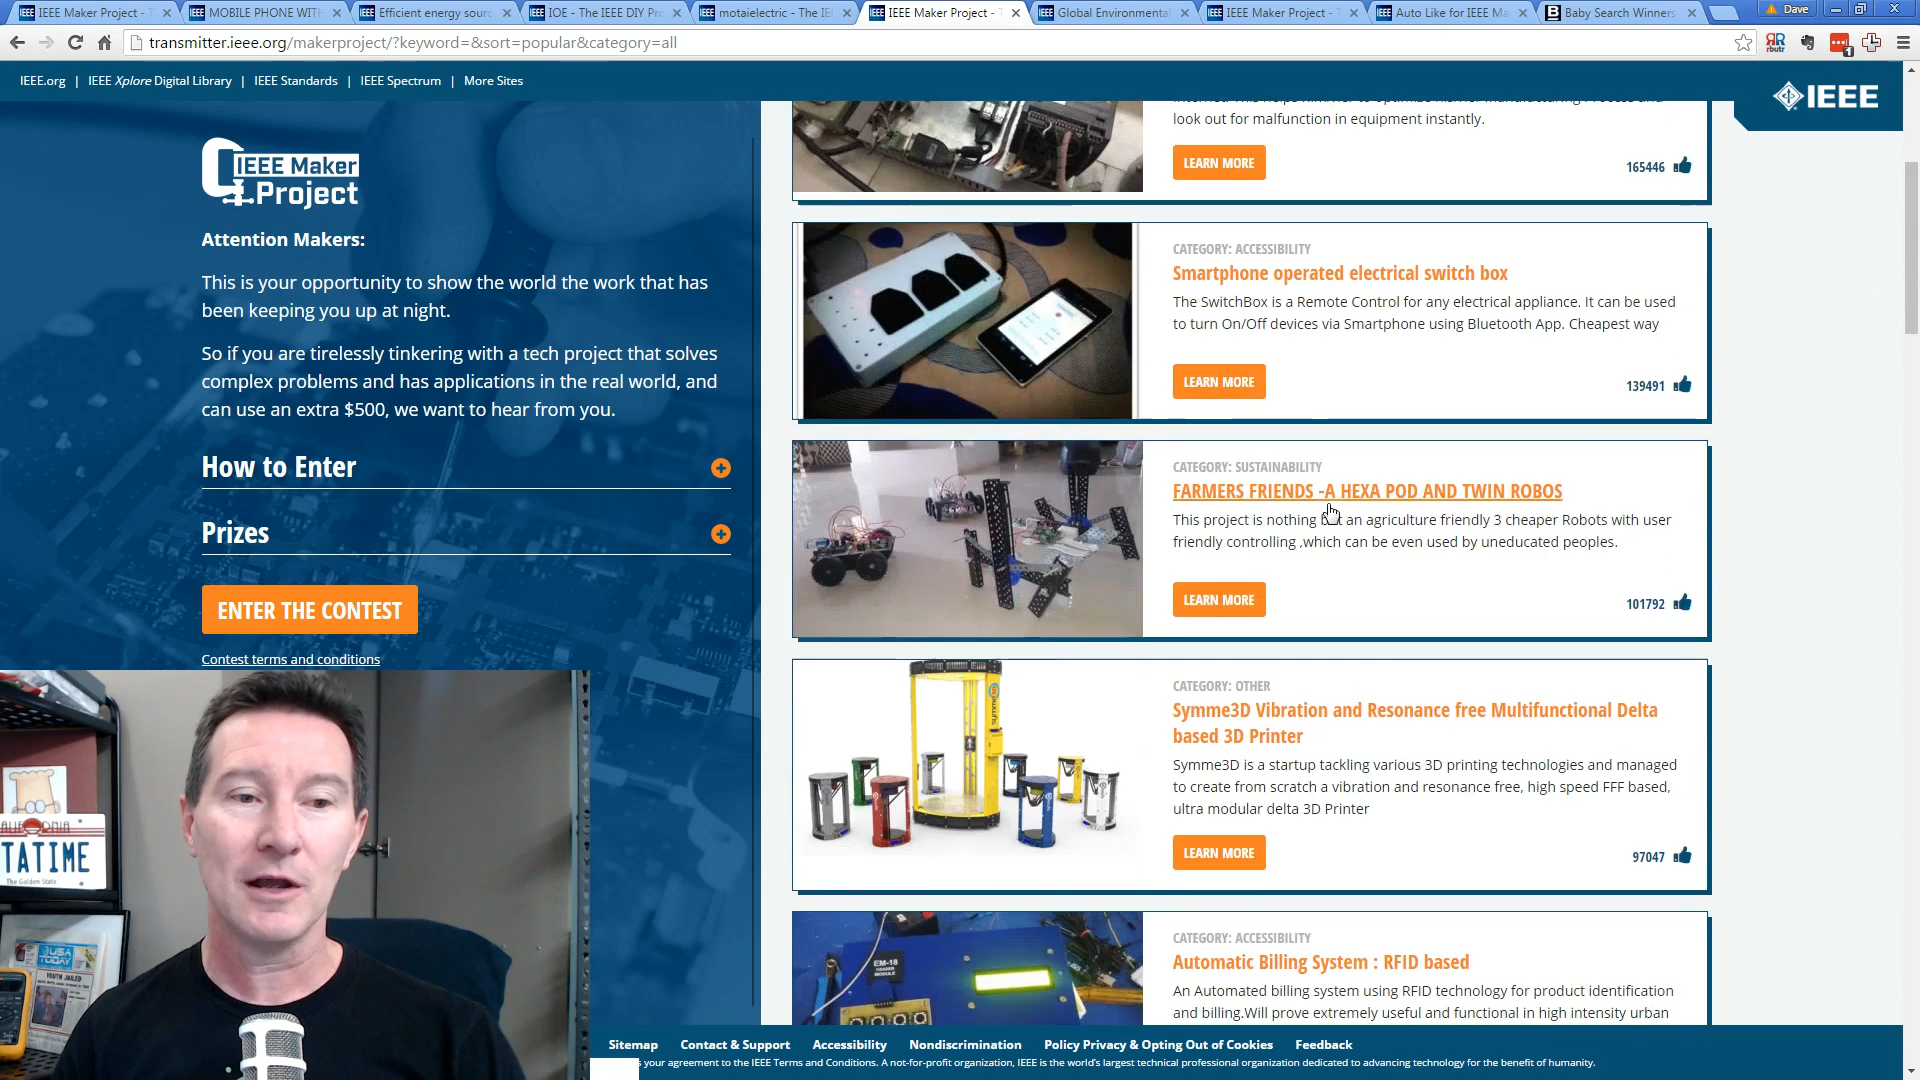 IEEE Maker Project - T
MOBILE PHONE WITH
Efficient energy sourc
IOE - The IEEE DIY Pro
motaielectric - The IEE
IEEE Maker Project - T
Global Environmental
IEEE Maker Project - T
Auto Like for IEEE Ma
Baby Search Winners
Dave
transmitter.ieee.org/makerproject/?keyword=&sort=popular&category=all
IEEE.org | IEEE Xplore Digital Library | IEEE Standards | IEEE Spectrum | More Sites
IEEE
IEEE Maker
Project
Attention Makers:
This is your opportunity to show the world the work that has
been keeping you up at night.
So if you are tirelessly tinkering with a tech project that solves
complex problems and has applications in the real world, and
can use an extra $500, we want to hear from you.
How to Enter
Prizes
ENTER THE CONTEST
Contest terms and conditions
look out for malfunction in equipment instantly.
LEARN MORE
165446
CATEGORY: ACCESSIBILITY
Smartphone operated electrical switch box
The SwitchBox is a Remote Control for any electrical appliance. It can be used
to turn On/Off devices via Smartphone using Bluetooth App. Cheapest way
LEARN MORE
139491
CATEGORY: SUSTAINABILITY
FARMERS FRIENDS -A HEXA POD AND TWIN ROBOS
This project is nothing but an agriculture friendly 3 cheaper Robots with user
friendly controlling ,which can be even used by uneducated peoples.
LEARN MORE
101792
CATEGORY: OTHER
Symme3D Vibration and Resonance free Multifunctional Delta
based 3D Printer
Symme3D is a startup tackling various 3D printing technologies and managed
to create from scratch a vibration and resonance free, high speed FFF based,
ultra modular delta 3D Printer
LEARN MORE
97047
EM-18
READER
MODULE
CATEGORY: ACCESSIBILITY
Automatic Billing System : RFID based
An Automated billing system using RFID technology for product identification
and billing.Will prove extremely useful and functional in high intensity urban
TATIME
The Golden State
USA
TODAY
YOUTH JAILED
Sitemap Contact & Support Accessibility Nondiscrimination Policy Privacy & Opting Out of Cookies Feedback
s your agreement to the IEEE Terms and Conditions. A not-for-profit organization, IEEE is the world's largest technical professional organization dedicated to advancing technology for the benefit of humanity.